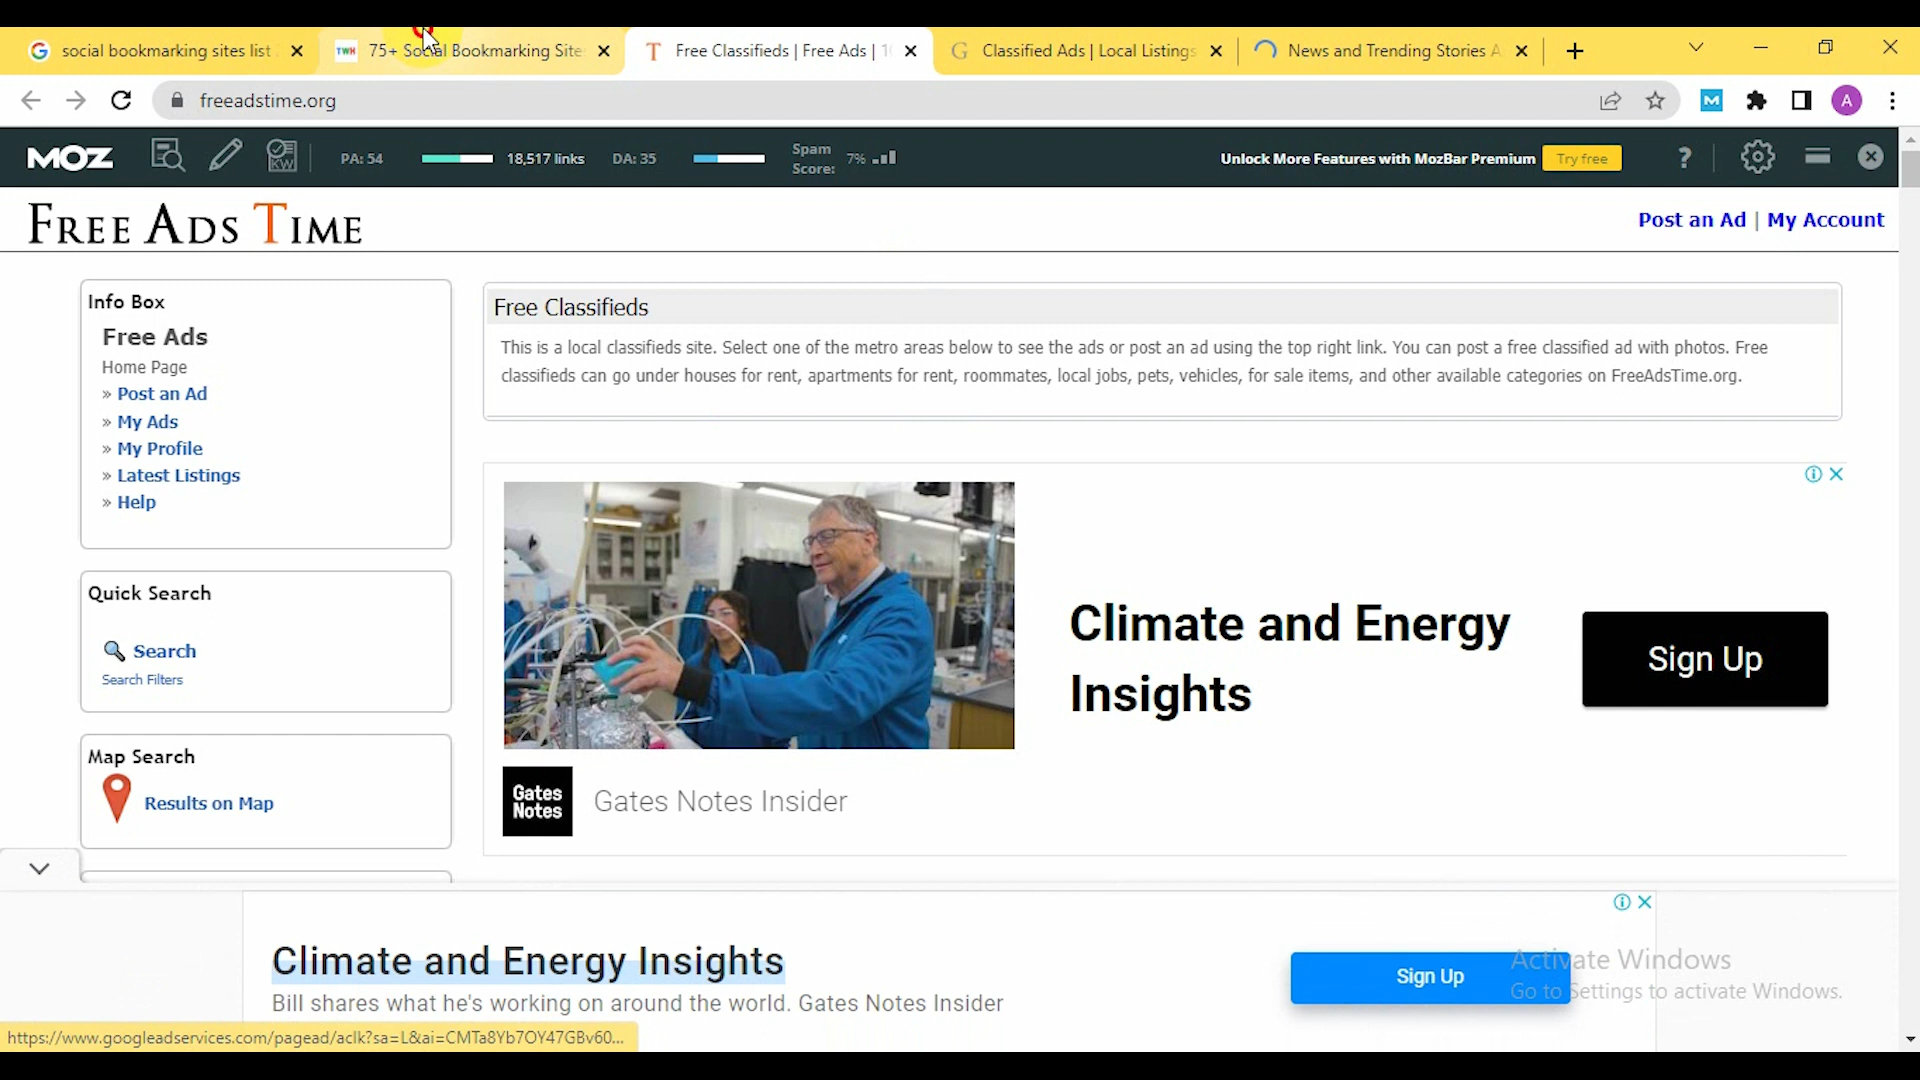 social bookmarking sites list
TWH 75+ Social Bookmarking Site
Free Classifieds | Free Ads | 1
Classified Ads | Local Listings
News and Trending Stories A
freeadstime.org
A
MOZ
KW
PA: 54
18,517 links
DA: 35
Spam Score: 7%
Unlock More Features with MozBar Premium
Try free
?
FREE ADS TIME
Post an Ad | My Account
Info Box
Free Ads
Home Page
» Post an Ad
» My Ads
» My Profile
» Latest Listings
» Help
Free Classifieds
This is a local classifieds site. Select one of the metro areas below to see the ads or post an ad using the top right link. You can post a free classified ad with photos. Free
classifieds can go under houses for rent, apartments for rent, roommates, local jobs, pets, vehicles, for sale items, and other available categories on FreeAdsTime.org.
Quick Search
Search
Search Filters
Map Search
Results on Map
Climate and Energy
Insights
Sign Up
Gates
Notes
Gates Notes Insider
Climate and Energy Insights
Bill shares what he's working on around the world. Gates Notes Insider
Sign Up
Activate Windows
Go to Settings to activate Windows.
https://www.googleadservices.com/pagead/aclk?sa=L&ai=CMTa8Yb7OY47GBv60...